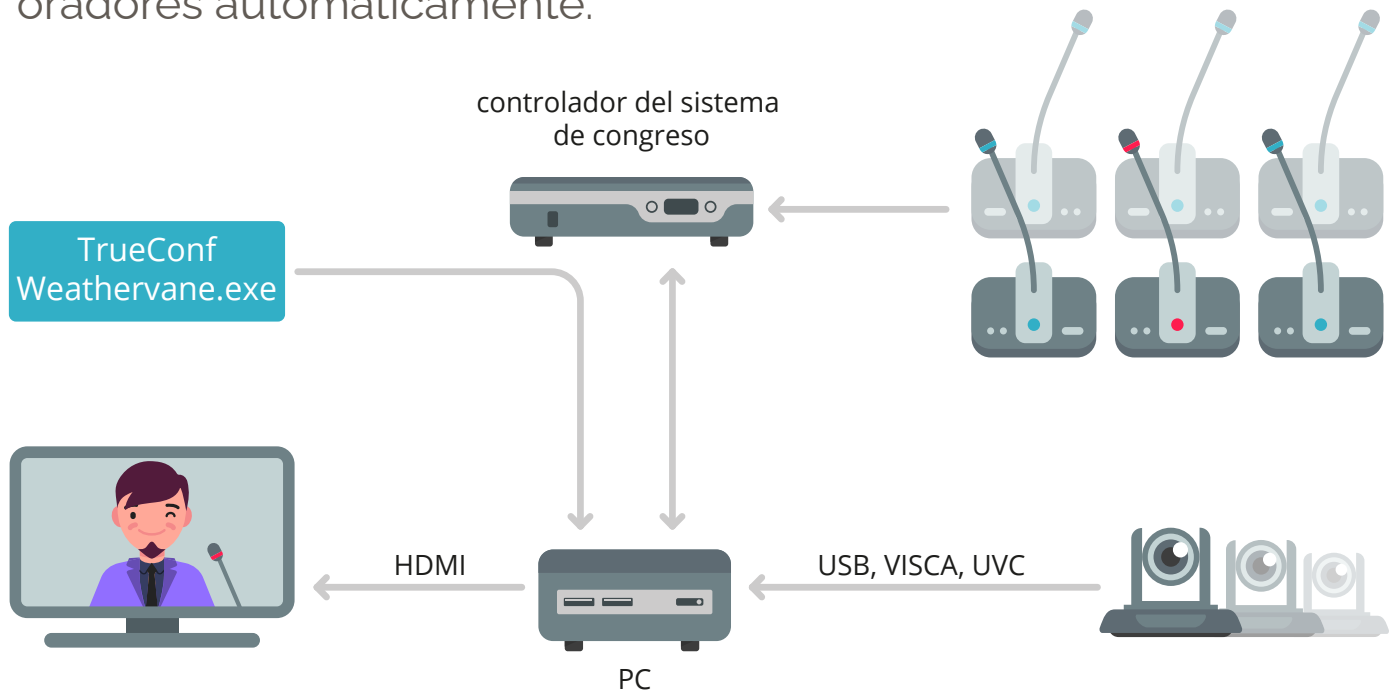 oradores automáticamente.
controlador del sistema
de congreso
TrueConf
Weathervane.exe
HDMI
USB, VISCA, UVC
PC